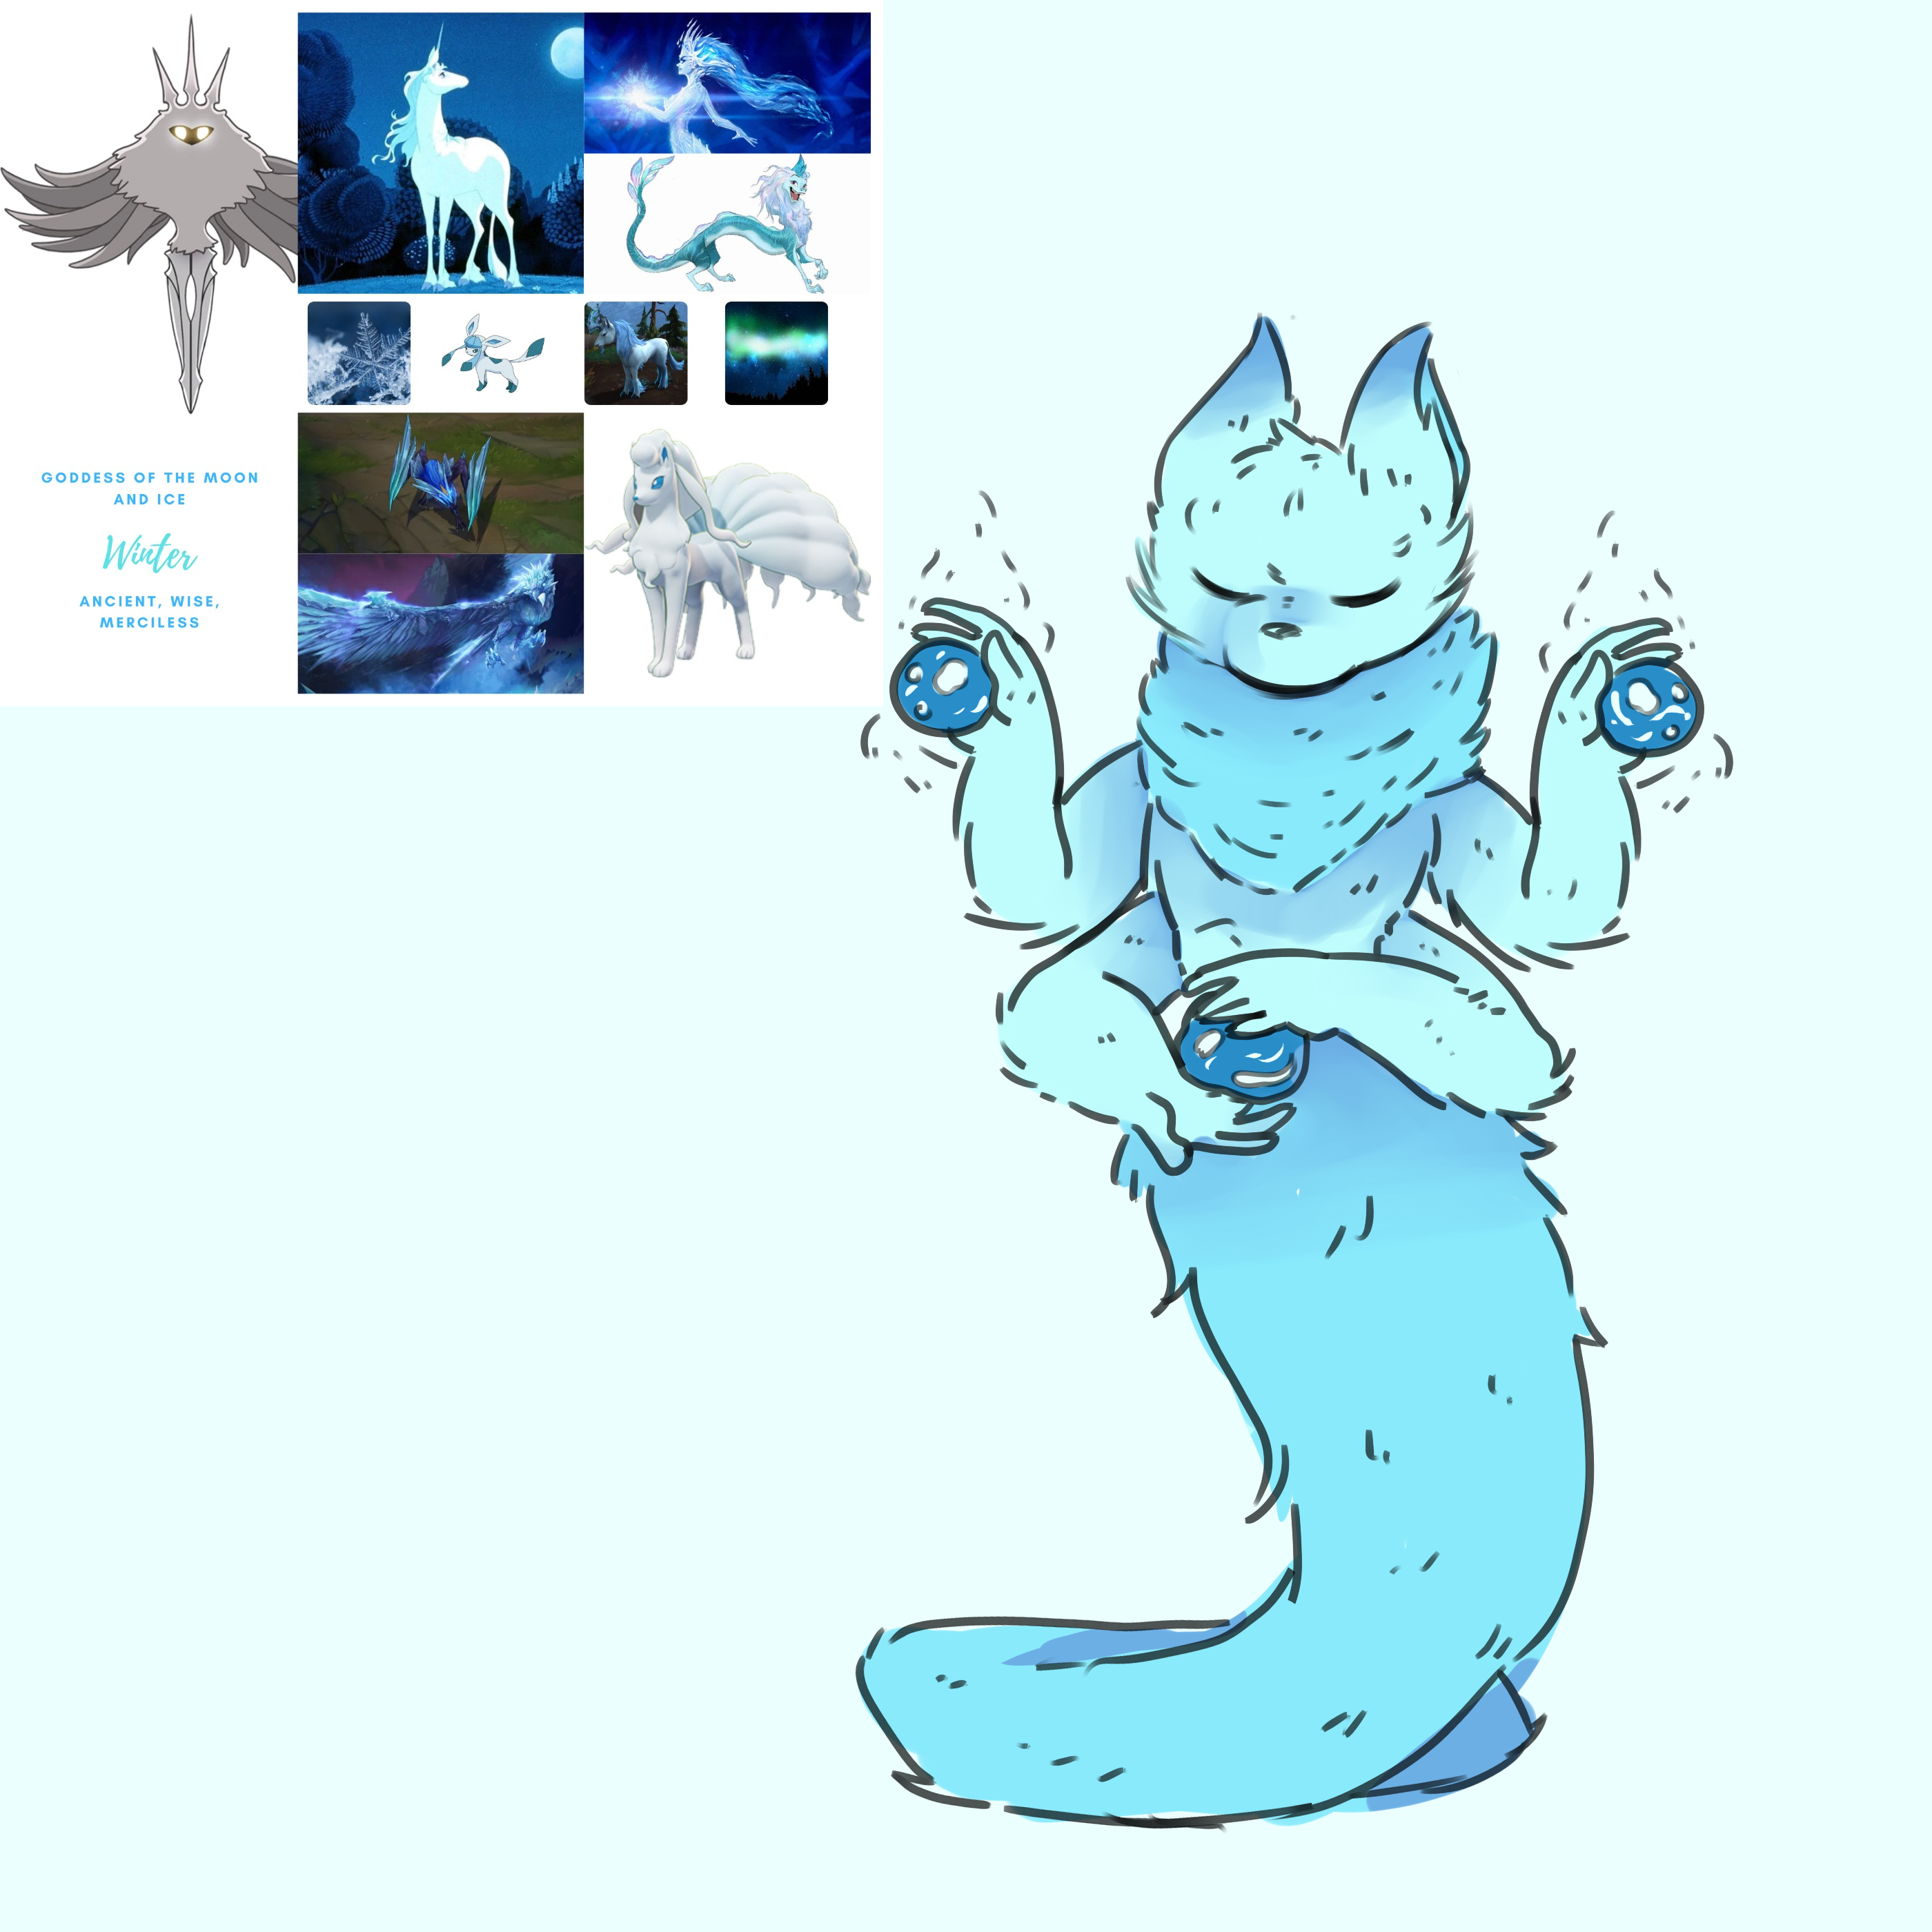 GODDESS OF THE MOON
AND ICE
Winter
ANCIENT, WISE,
MERCILESS